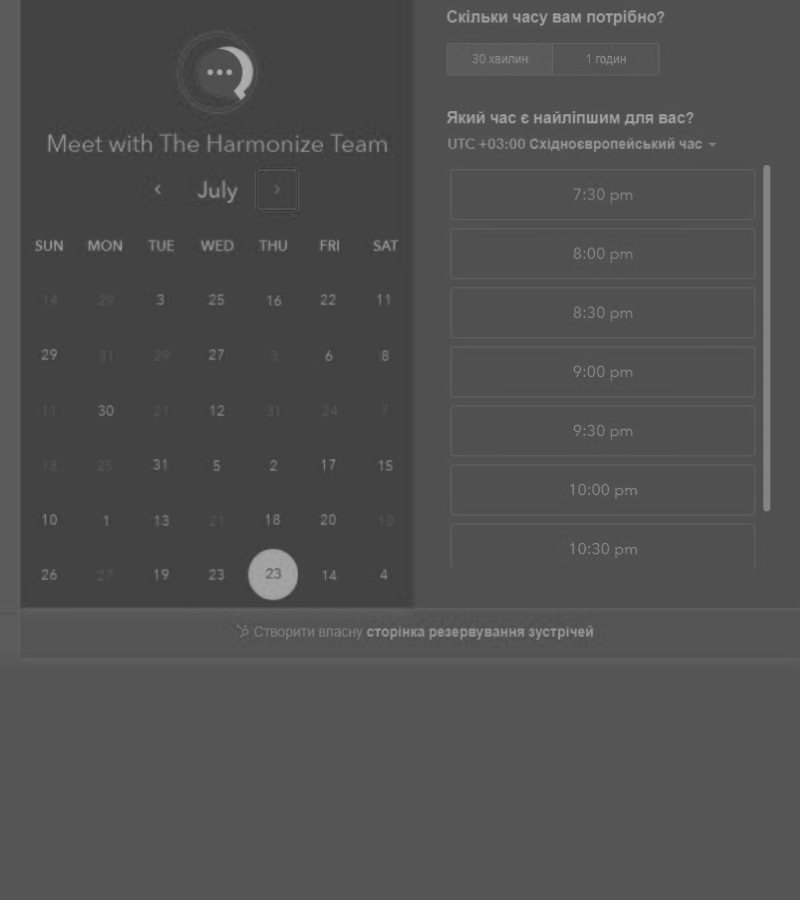 Meet with The Harmonize Team
July
SUN MON TUE WED THU FRI SAT
14 29 3 25 16 22 11
29 31 29 27 3 6 8
11 30 21 12 31 24 7
18 25 31 5 2 17 15
10 1 13 21 18 20 10
26 27 19 23 23 14 4
Скільки часу вам потрібно?
30 хвилин 1 годин
Який час є найліпшим для вас?
UTC +03:00 Східноєвропейський час
7:30 pm
8:00 pm
8:30 pm
9:00 pm
9:30 pm
10:00 pm
10:30 pm
Створити власну сторінка резервування зустрічей